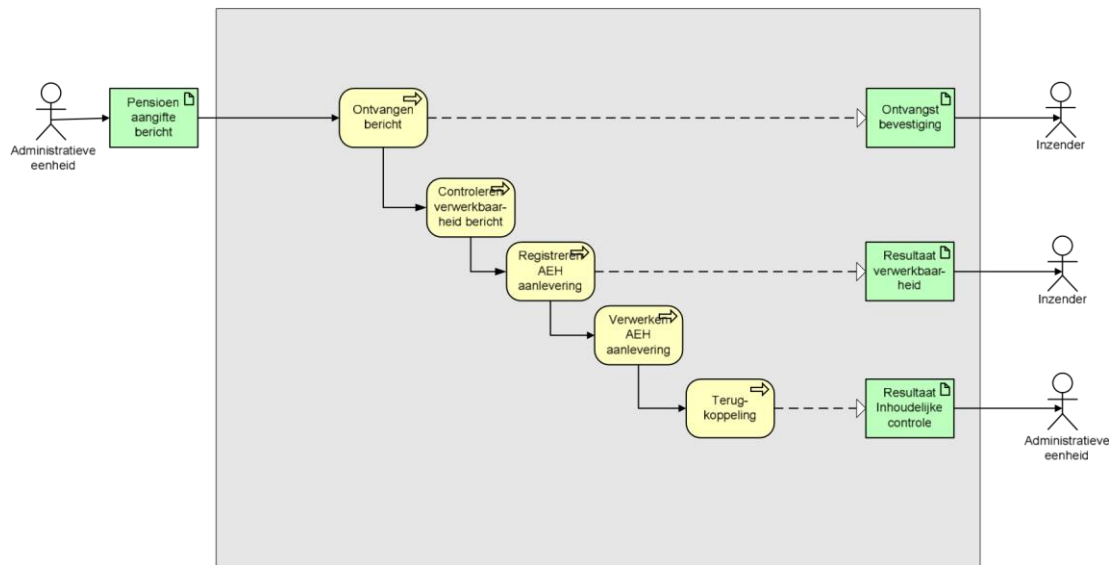 Administratieve
eenheid
Pensioen
aangifte
bericht
Ontvangen
bericht
Ontvangst
bevestiging
Inzender
Controleren
verwerkbaar-
heid bericht
Registreren
AEH
aanlevering
Resultaat
verwerkbaar-
heid
Inzender
Verwerken
AEH
aanlevering
Terug-
koppeling
Resultaat
Inhoudelijke
controle
Administratieve
eenheid